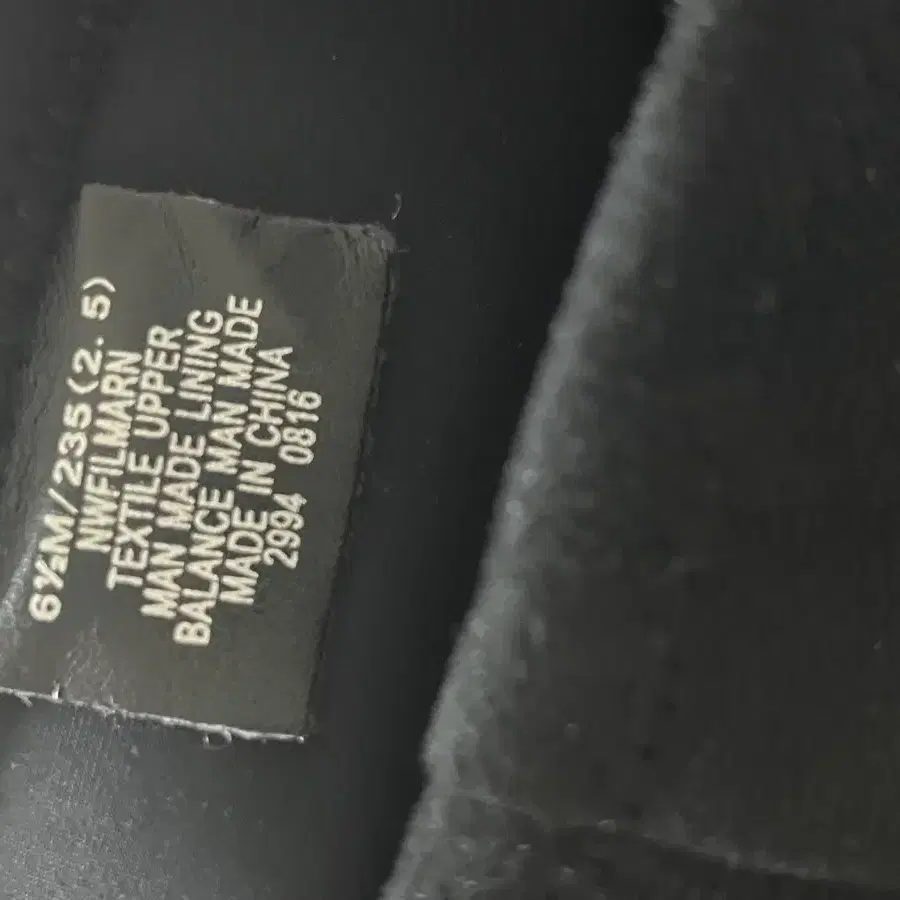 6½M/235(2.5)
NWFILMARN
TEXTILE UPPER
MAN MADE LINING
BALANCE MAN MADE
MADE IN CHINA
2994 0816